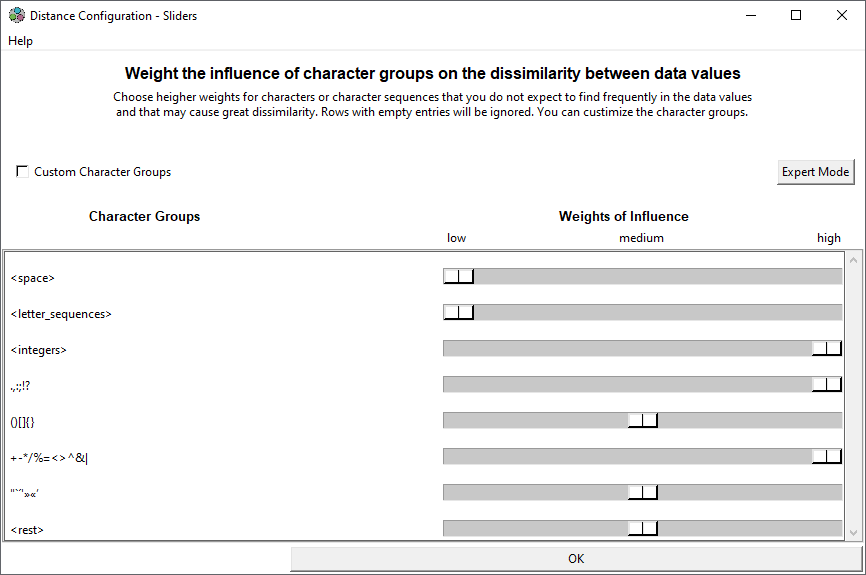 Distance Configuration - Sliders
Help
Weight the influence of character groups on the dissimilarity between data values
Choose heigher weights for characters or character sequences that you do not expect to find frequently in the data values
and that may cause great dissimilarity. Rows with empty entries will be ignored. You can custimize the character groups.
Custom Character Groups
Expert Mode
Character Groups
Weights of Influence
low medium high
<space>
<letter_sequences>
<integers>
.,:;!?
()[]{}
+-*/%=<>^&|
"`´'»«‘
<rest>
OK